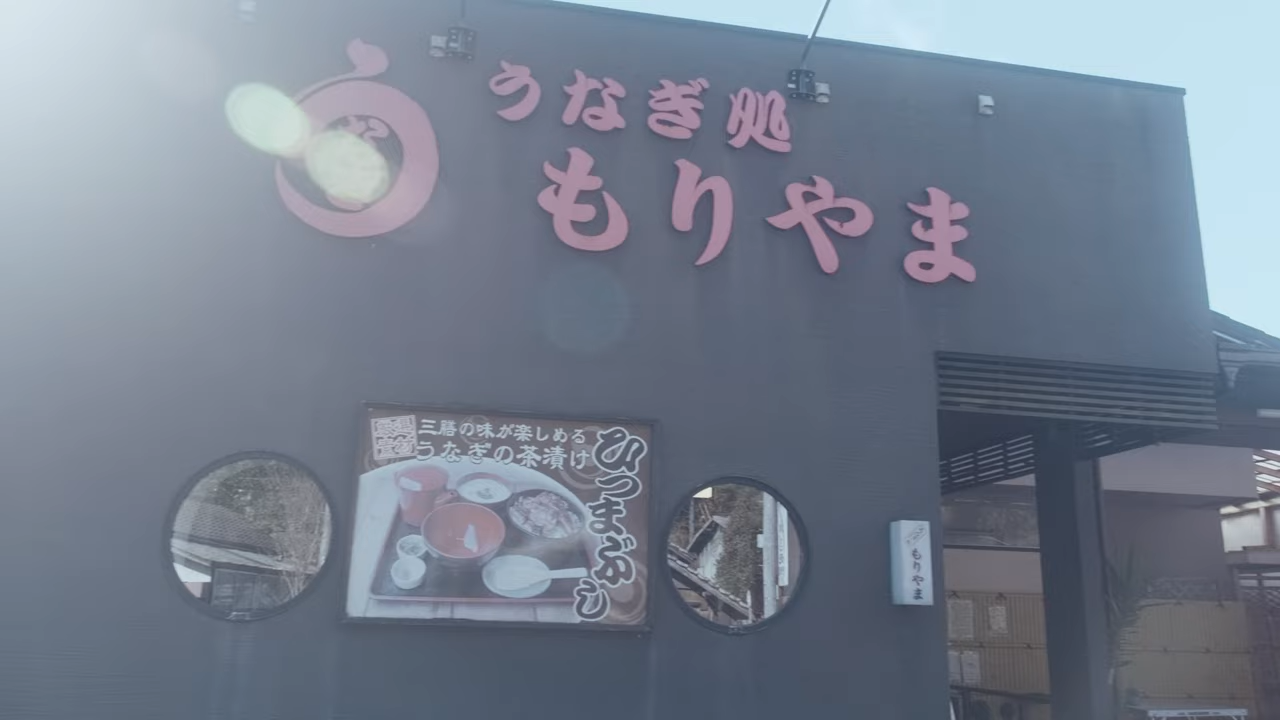 うなぎ処
もりやま
三膳の味が楽しめる
うなぎの茶漬け
ひつまぶし
もりやま